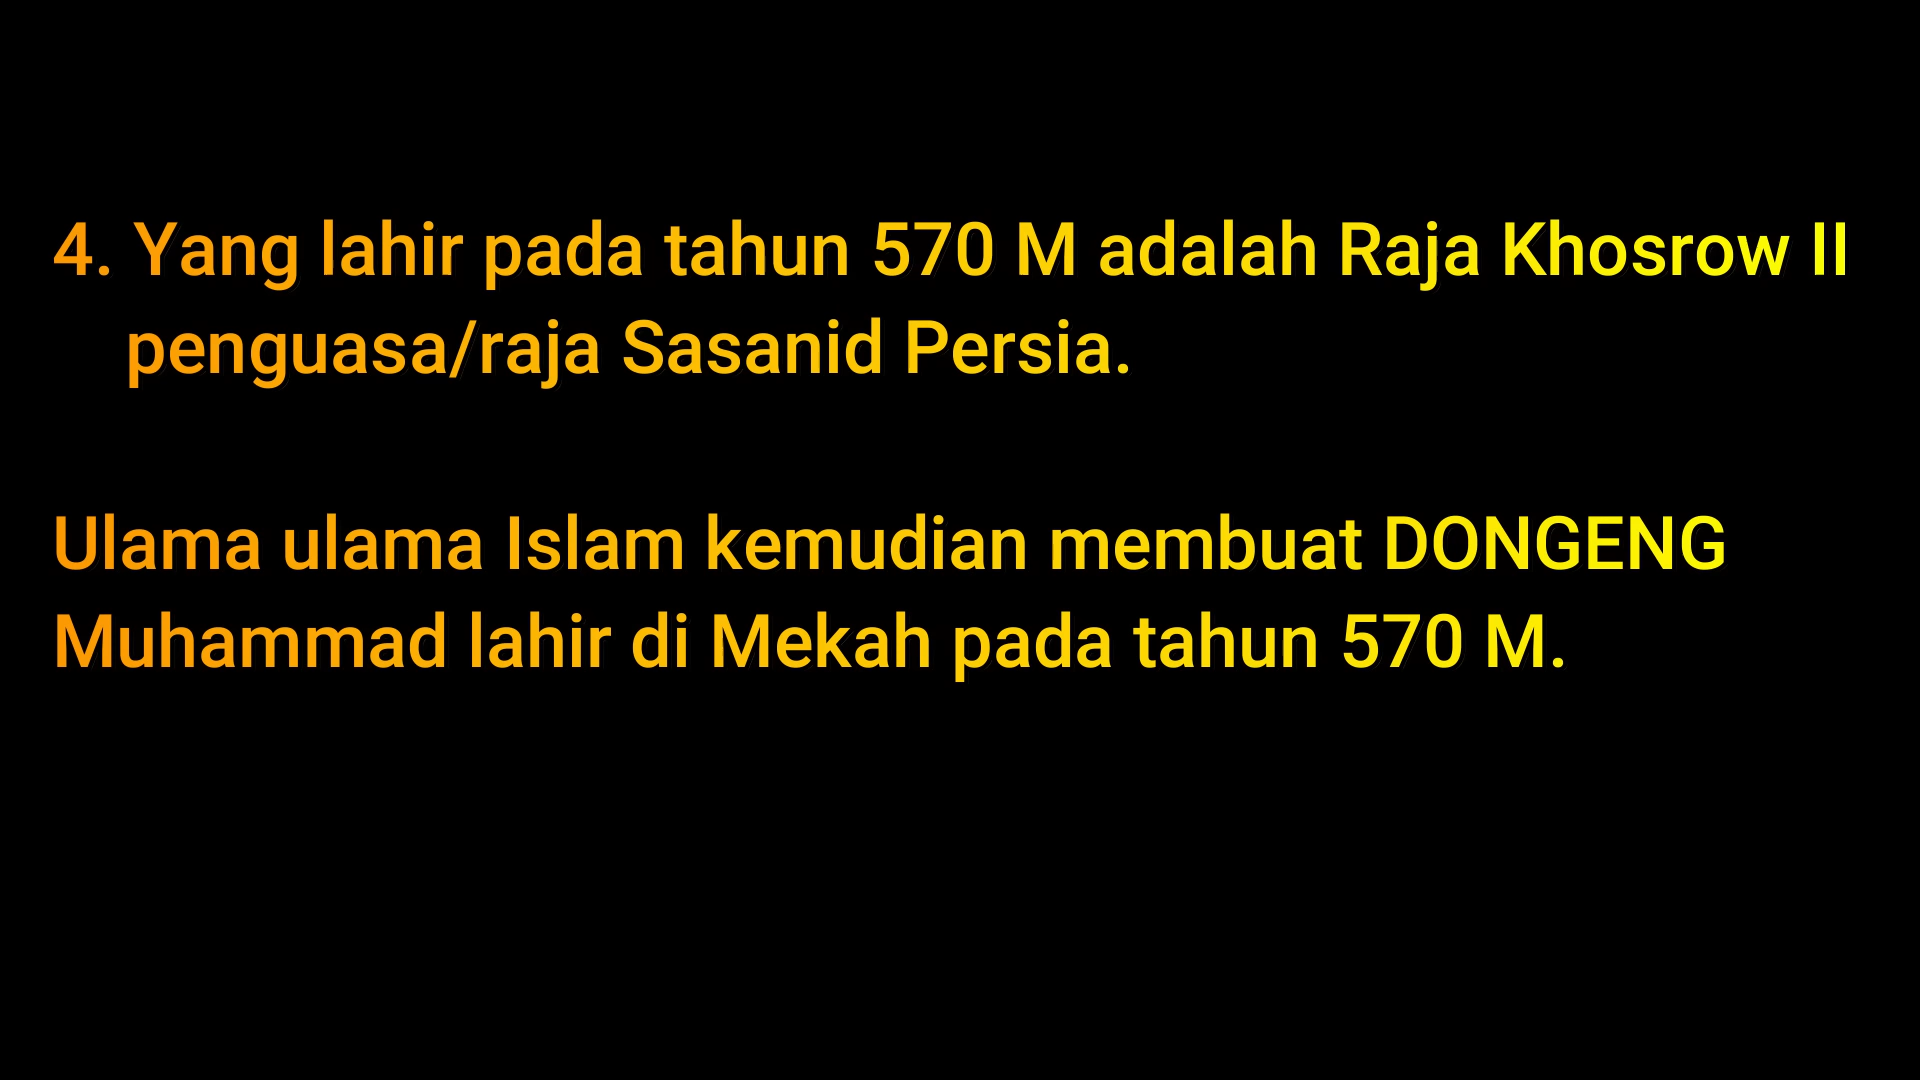 4. Yang lahir pada tahun 570 M adalah Raja Khosrow II
penguasa/raja Sasanid Persia.
Ulama ulama Islam kemudian membuat DONGENG
Muhammad lahir di Mekah pada tahun 570 M.